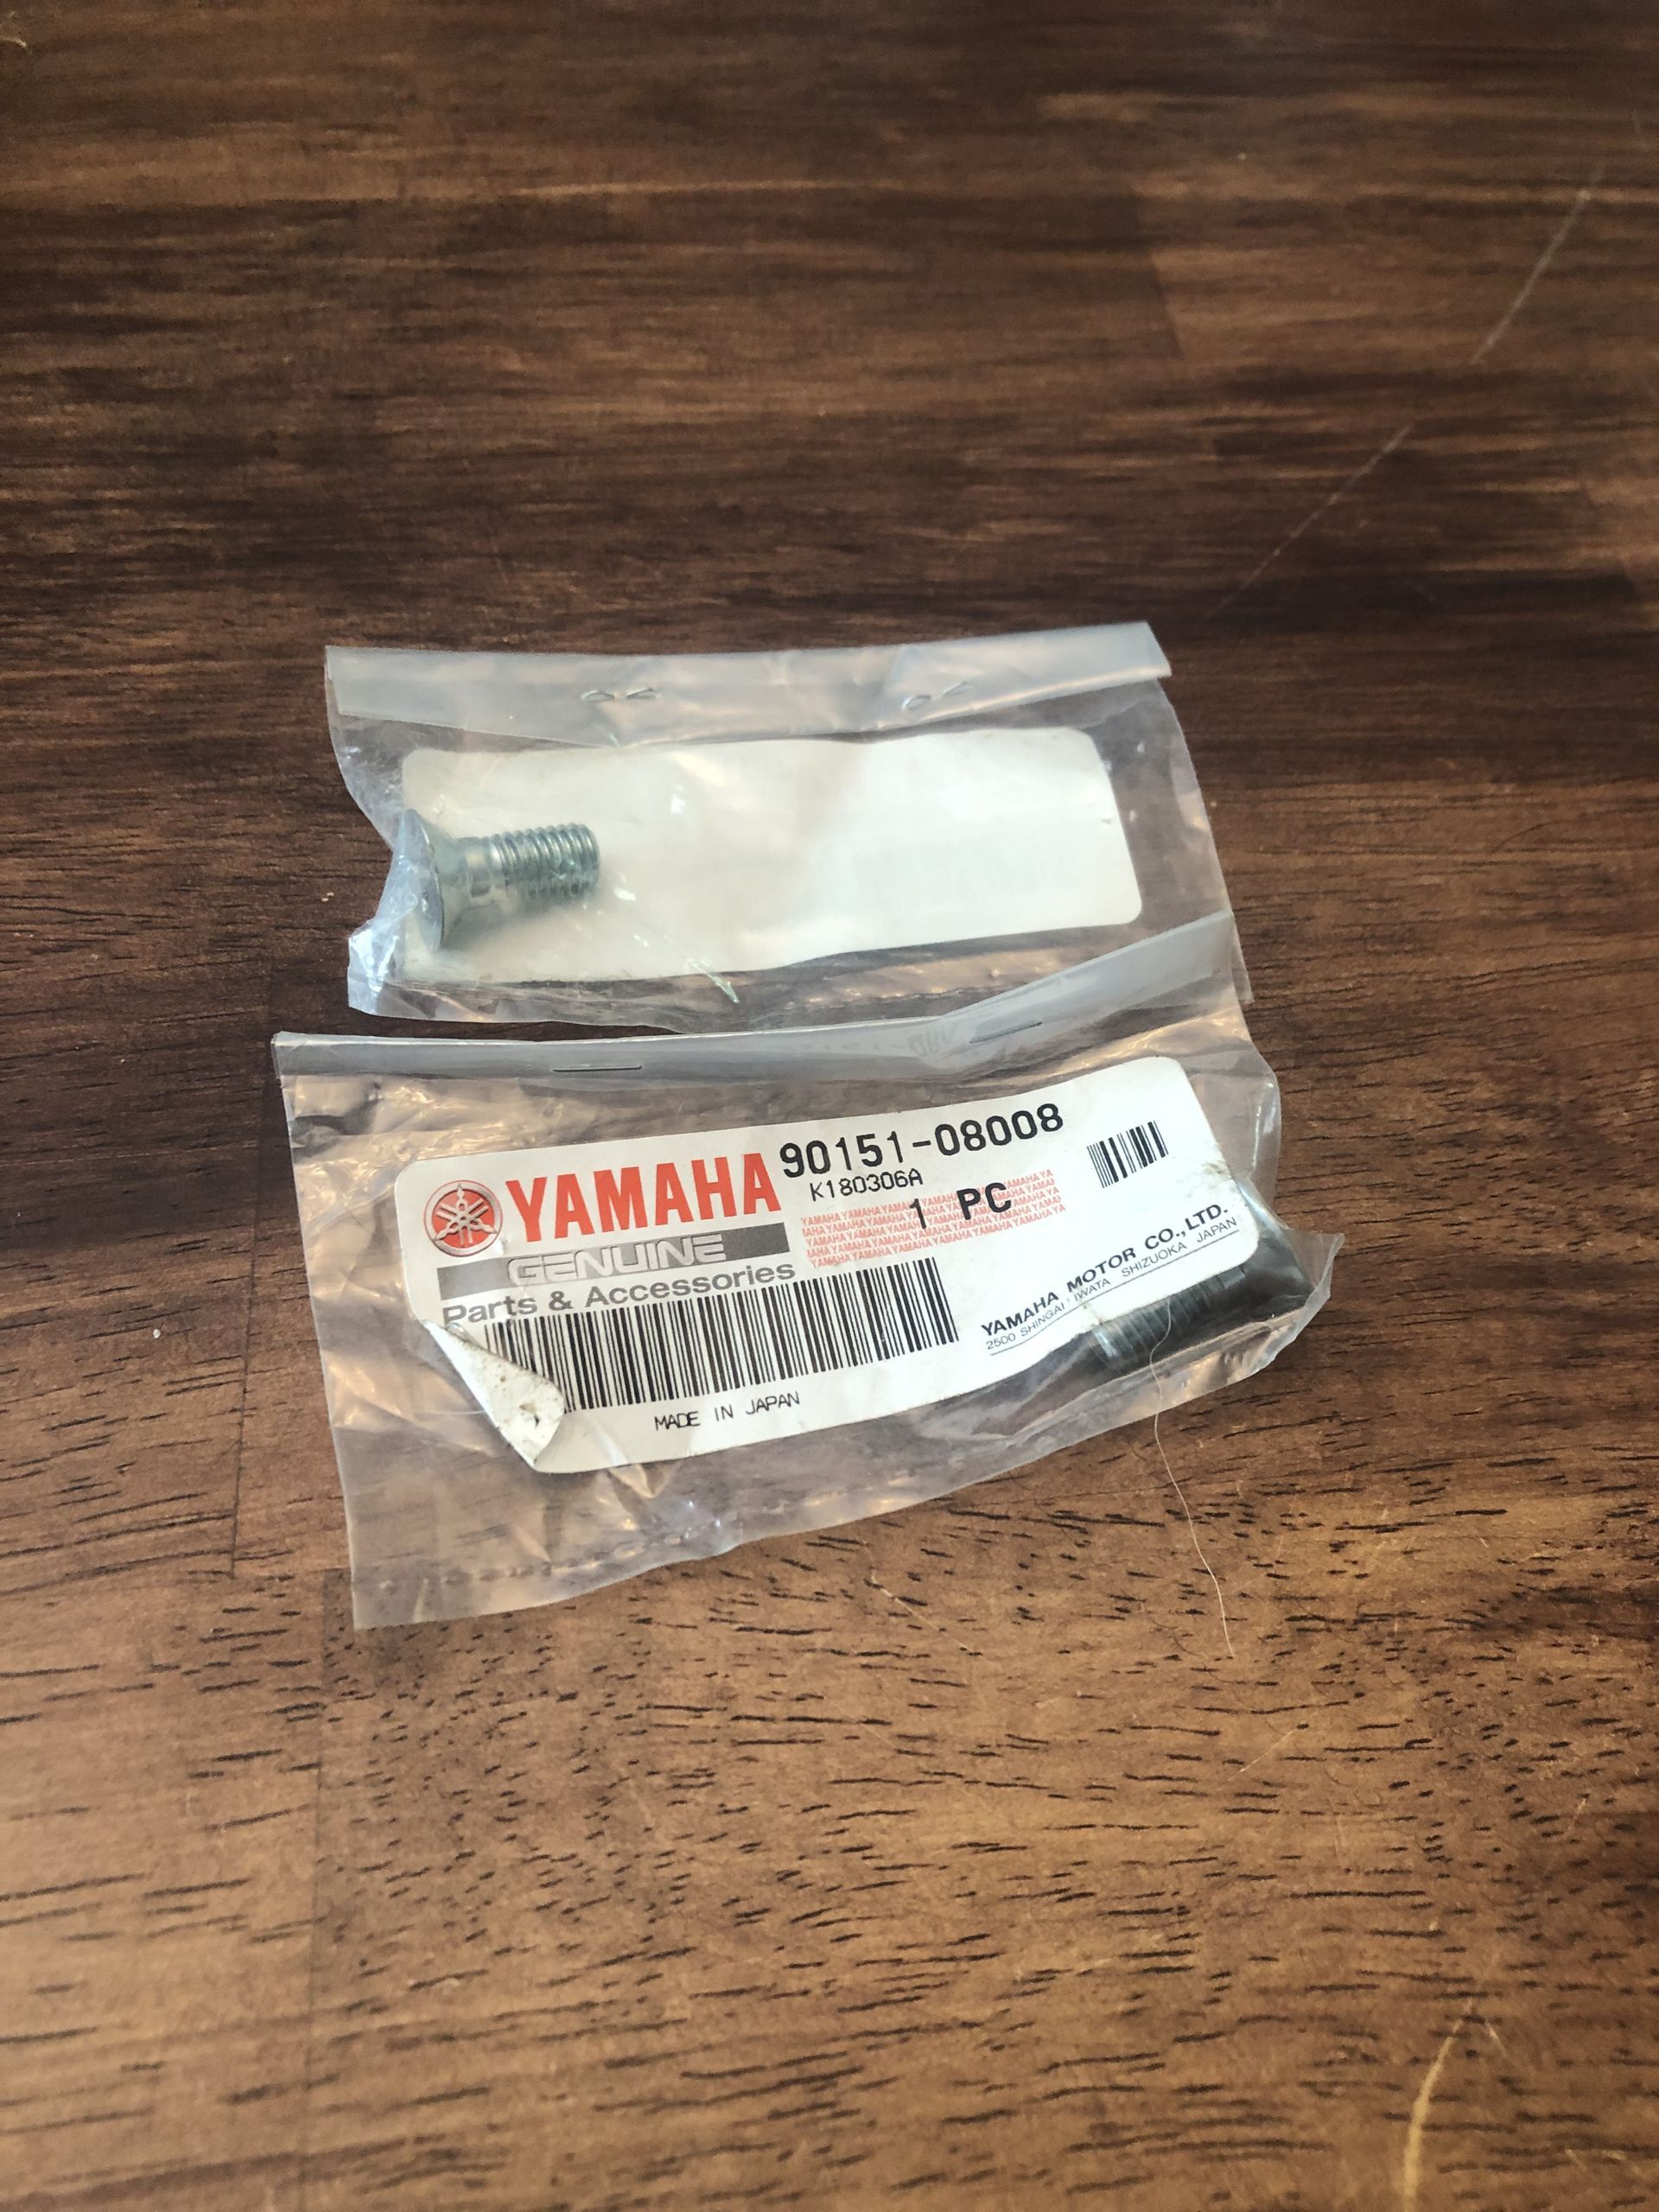 YAMAHA
GENUINE
Parts & Accessories
90151-08008
K180306A
1 PC
MADE IN JAPAN
YAMAHA MOTOR CO.,LTD.
2500 SHINGAI IWATA SHIZUOKA JAPAN